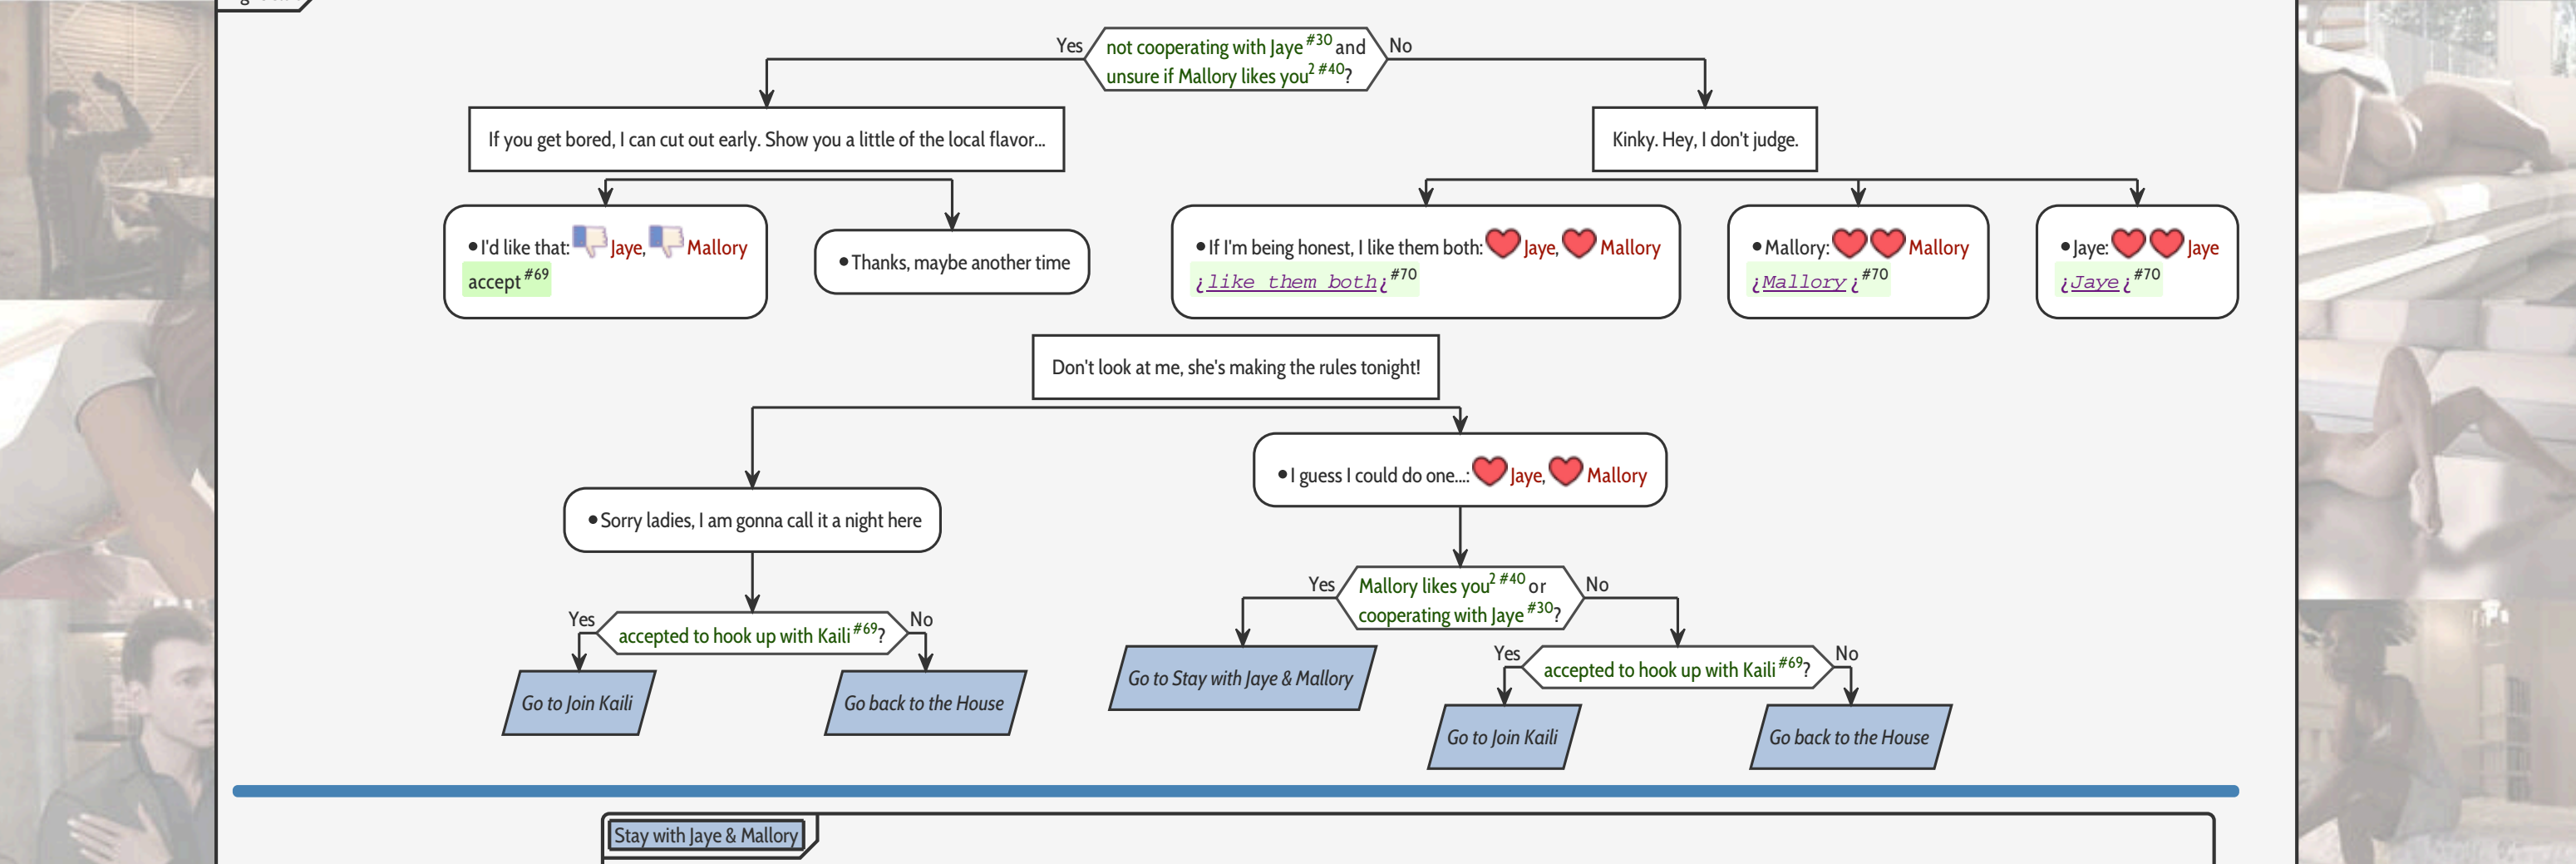 Yes
not cooperating with Jaye #30 and
unsure if Mallory likes you2 #40?
No
If you get bored, I can cut out early. Show you a little of the local flavor...
Kinky. Hey, I don't judge.
•I'd like that: Jaye, Mallory
accept #69
•Thanks, maybe another time
•If I'm being honest, I like them both: Jaye, Mallory
¿like them both¿ #70
•Mallory: Mallory
¿Mallory¿ #70
•Jaye: Jaye
¿Jaye¿ #70
Don't look at me, she's making the rules tonight!
•Sorry ladies, I am gonna call it a night here
•I guess I could do one...: Jaye, Mallory
Yes
accepted to hook up with Kaili #69?
No
Go to Join Kaili
Go back to the House
Yes
Mallory likes you2 #40 or
cooperating with Jaye #30?
No
Go to Stay with Jaye & Mallory
Yes
accepted to hook up with Kaili #69?
No
Go to Join Kaili
Go back to the House
Stay with Jaye & Mallory